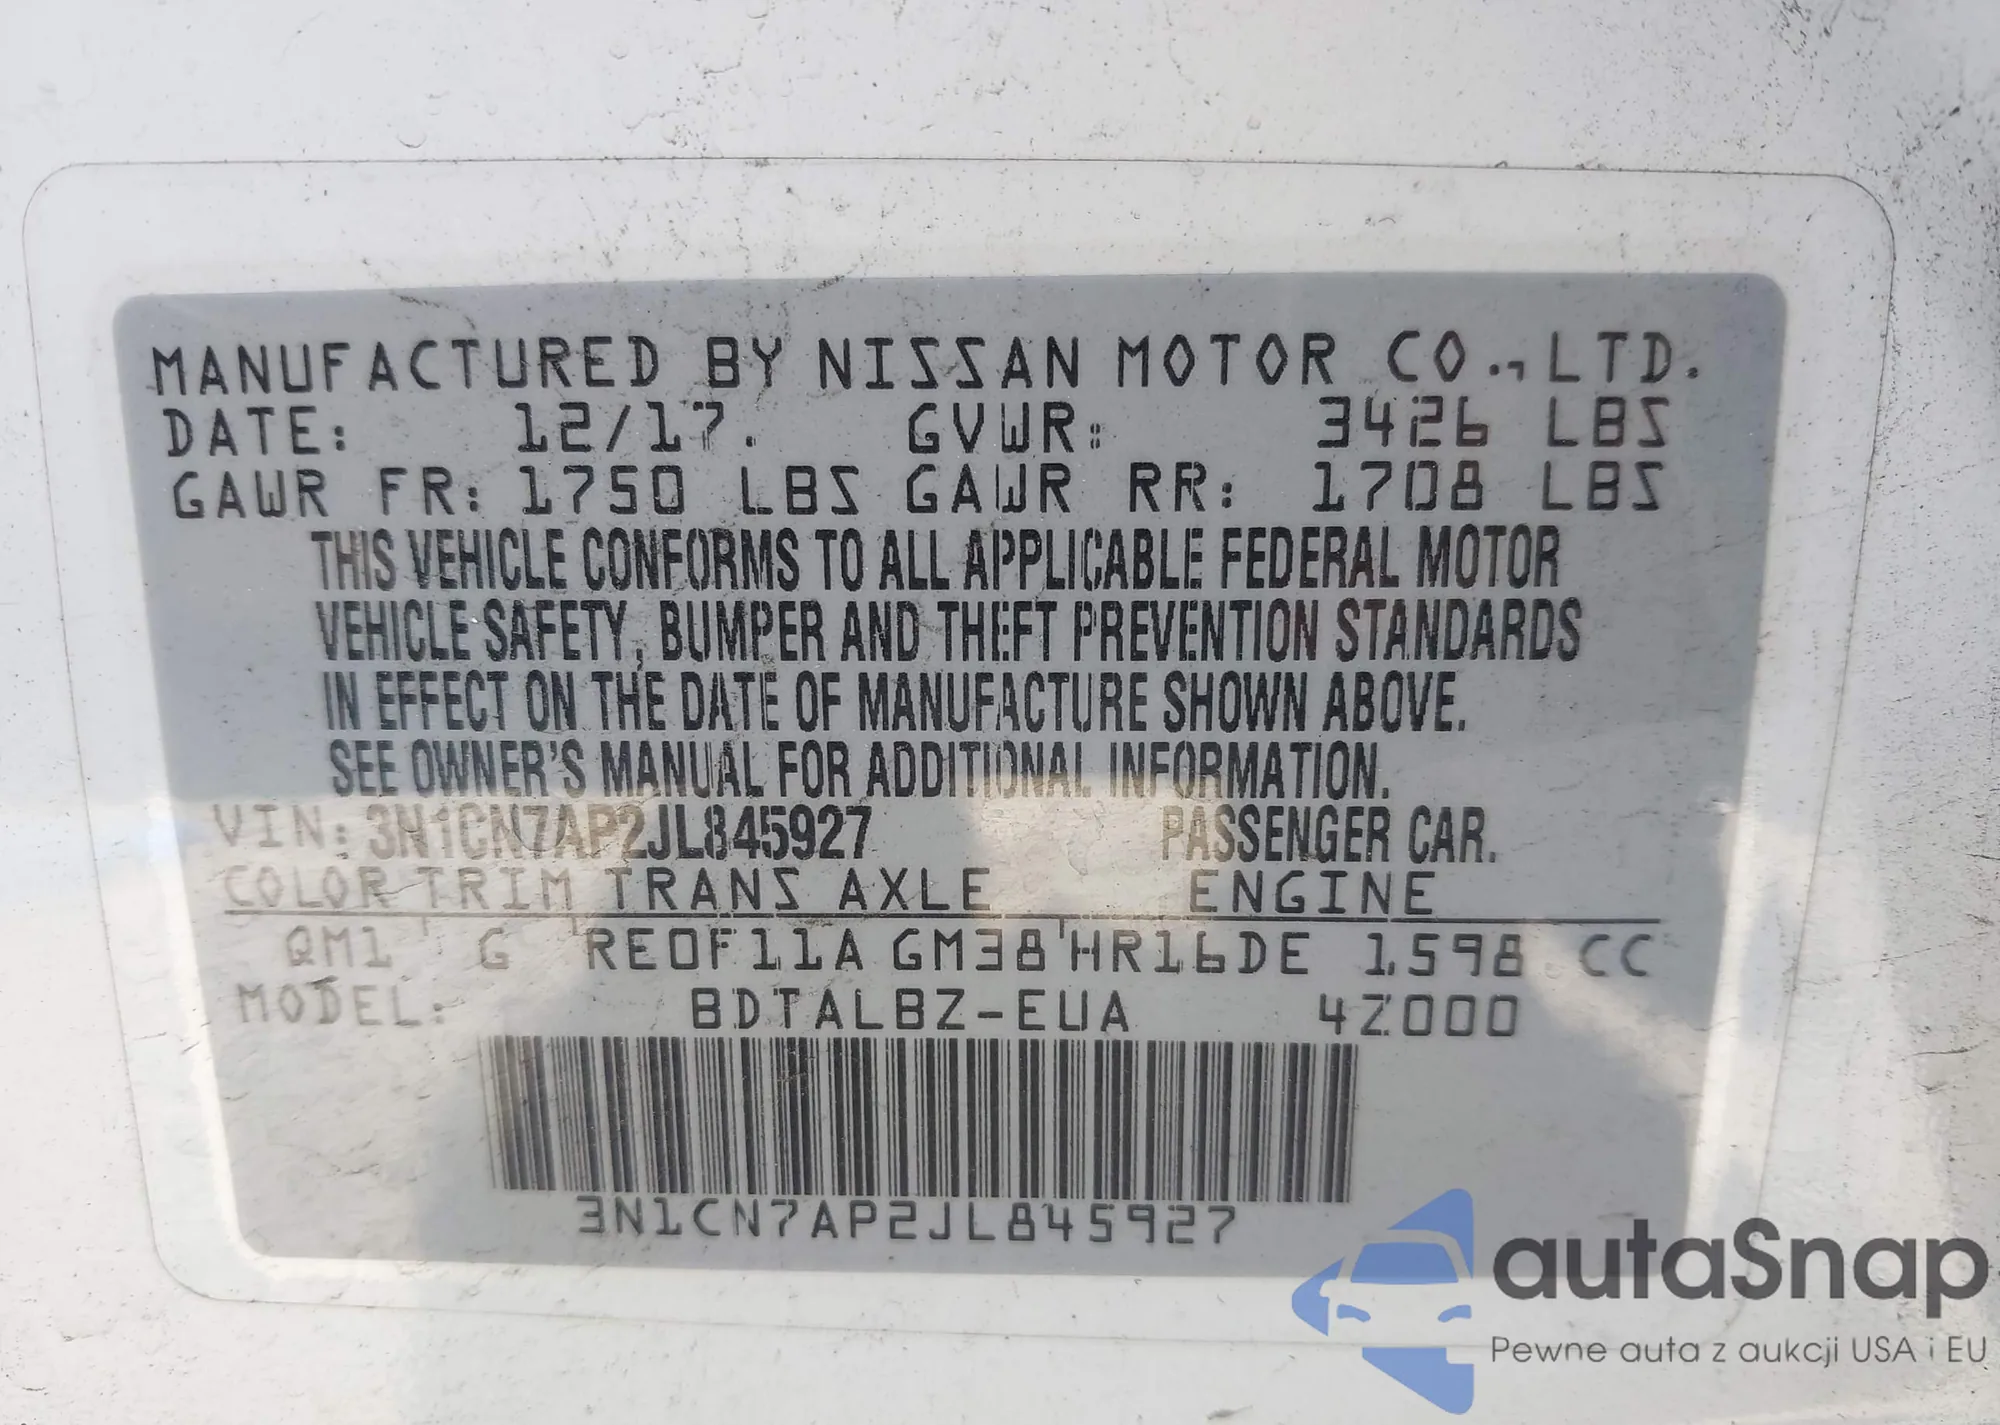 MANUFACTURED BY NISSAN MOTOR CO., LTD.
DATE: 12/17. GVWR: 3426 LBS
GAWR FR: 1750 LBS GAWR RR: 1708 LBS
THIS VEHICLE CONFORMS TO ALL APPLICABLE FEDERAL MOTOR
VEHICLE SAFETY, BUMPER AND THEFT PREVENTION STANDARDS
IN EFFECT ON THE DATE OF MANUFACTURE SHOWN ABOVE.
SEE OWNER'S MANUAL FOR ADDITIONAL INFORMATION.
VIN: 3N1CN7AP2JL845927 PASSENGER CAR.
COLOR TRIM TRANS AXLE ENGINE
QM1 G RE0F11A GM38 HR16DE 1,598 CC
MODEL: BDTALBZ-EUA 4Z000
3N1CN7AP2JL845927
autaSnap
Pewne auta z aukcji USA i EU